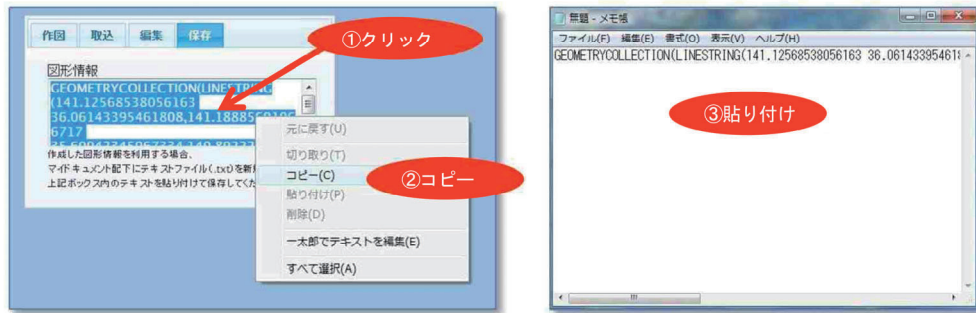 作図 取込 編集 保存
①クリック
図形情報
GEOMETRYCOLLECTION(LINESTRING
(141.12568538056163
36.06143395461808,141.1888560106
6717
作成した図形情報を利用する場合、
マイドキュメント配下にテキストファイル(.txt)を新
上記ボックス内のテキストを貼り付けて保存してく
元に戻す(U)
切り取り(T)
コピー(C)
②コピー
貼り付け(P)
削除(D)
一太郎でテキストを編集(E)
すべて選択(A)
無題 - メモ帳
ファイル(F) 編集(E) 書式(O) 表示(V) ヘルプ(H)
GEOMETRYCOLLECTION(LINESTRING(141.12568538056163 36.061433954618
③貼り付け